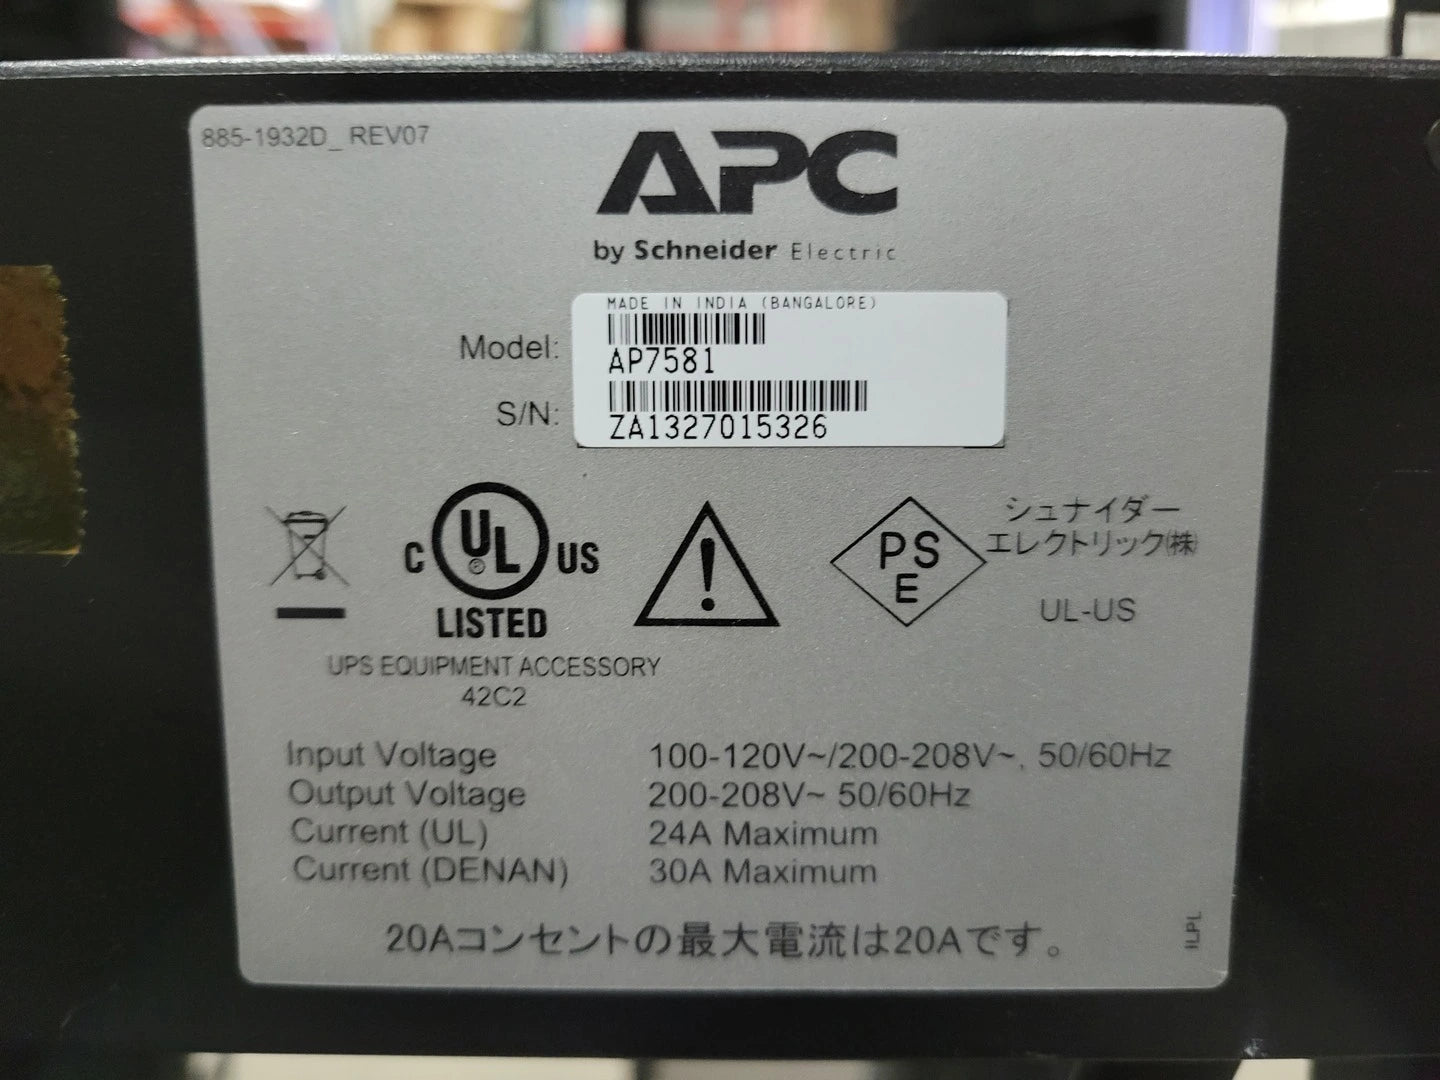 885-1932D_ REV07
APC
by Schneider Electric
MADE IN INDIA (BANGALORE)
Model: AP7581
S/N: ZA1327015326
C UL ® US
LISTED
UPS EQUIPMENT ACCESSORY
42C2
!
PS
E
シュナイダー
エレクトリック㈱
UL-US
Input Voltage 100-120V~/200-208V~, 50/60Hz
Output Voltage 200-208V~ 50/60Hz
Current (UL) 24A Maximum
Current (DENAN) 30A Maximum
20Aコンセントの最大電流は20Aです。
ILPL